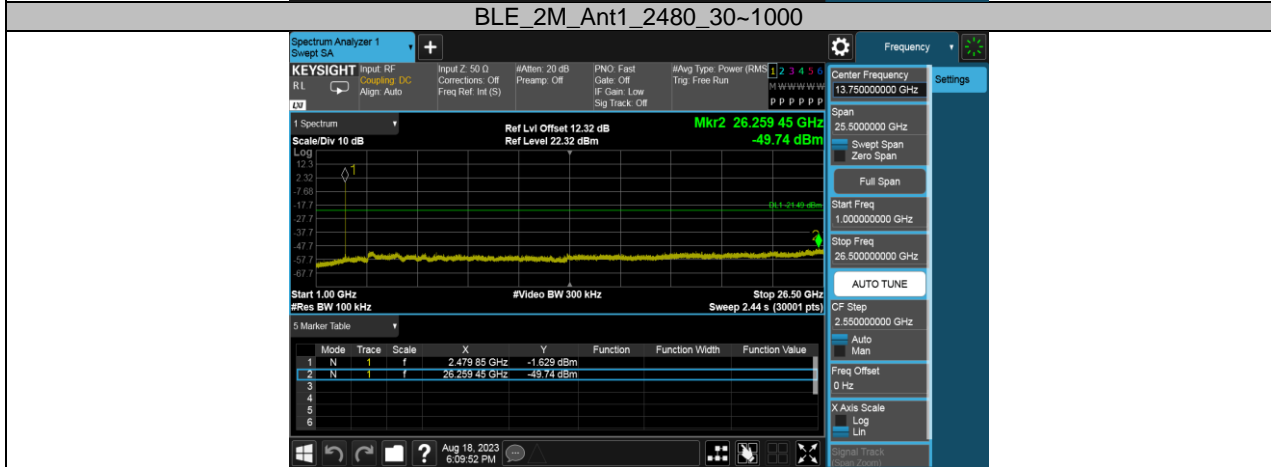 BLE_2M_Ant1_2480_30~1000
Spectrum Analyzer 1
Swept SA
+
Frequency
KEYSIGHT
RL
LXI
Input: RF
Coupling: DC
Align: Auto
Input Z: 50 Ω
Corrections: Off
Freq Ref: Int (S)
#Atten: 20 dB
Preamp: Off
PNO: Fast
Gate: Off
IF Gain: Low
Sig Track: Off
#Avg Type: Power (RMS
Trig: Free Run
1 2 3 4 5 6
M W W W W W
P P P P P P
1 Spectrum
Scale/Div 10 dB
Ref Lvl Offset 12.32 dB
Ref Level 22.32 dBm
Mkr2 26.259 45 GHz
-49.74 dBm
Log
12.3
2.32
-7.68
-17.7
-27.7
-37.7
-47.7
-57.7
-67.7
1
2
DL1 -21.49 dBm
Start 1.00 GHz
#Res BW 100 kHz
#Video BW 300 kHz
Stop 26.50 GHz
Sweep 2.44 s (30001 pts)
5 Marker Table
Mode Trace Scale X Y Function Function Width Function Value
1 N 1 f 2.479 85 GHz -1.629 dBm
2 N 1 f 26.259 45 GHz -49.74 dBm
3
4
5
6
?
Aug 18, 2023
6:09:52 PM
Center Frequency
13.750000000 GHz
Settings
Span
25.5000000 GHz
Swept Span
Zero Span
Full Span
Start Freq
1.000000000 GHz
Stop Freq
26.500000000 GHz
AUTO TUNE
CF Step
2.550000000 GHz
Auto
Man
Freq Offset
0 Hz
X Axis Scale
Log
Lin
Signal Track
(Span Zoom)